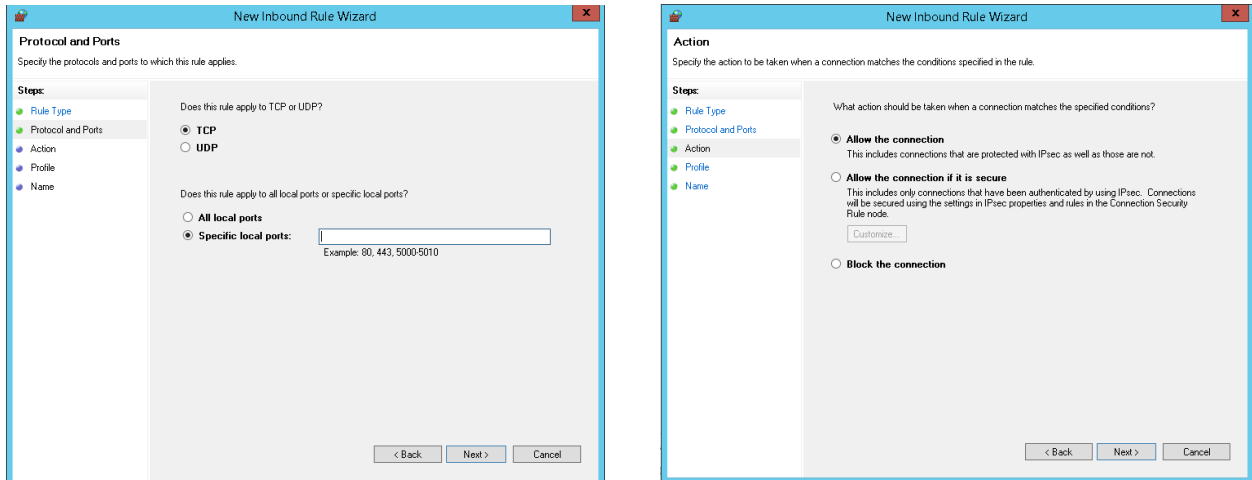 New Inbound Rule Wizard
x
Protocol and Ports
Specify the protocols and ports to which this rule applies.
Steps:
Rule Type
Protocol and Ports
Action
Profile
Name
Does this rule apply to TCP or UDP?
TCP
UDP
Does this rule apply to all local ports or specific local ports?
All local ports
Specific local ports:
Example: 80, 443, 5000-5010
< Back
Next >
Cancel
New Inbound Rule Wizard
x
Action
Specify the action to be taken when a connection matches the conditions specified in the rule.
Steps:
Rule Type
Protocol and Ports
Action
Profile
Name
What action should be taken when a connection matches the specified conditions?
Allow the connection
This includes connections that are protected with IPsec as well as those are not.
Allow the connection if it is secure
This includes only connections that have been authenticated by using IPsec. Connections
will be secured using the settings in IPsec properties and rules in the Connection Security
Rule node.
Customize...
Block the connection
< Back
Next >
Cancel